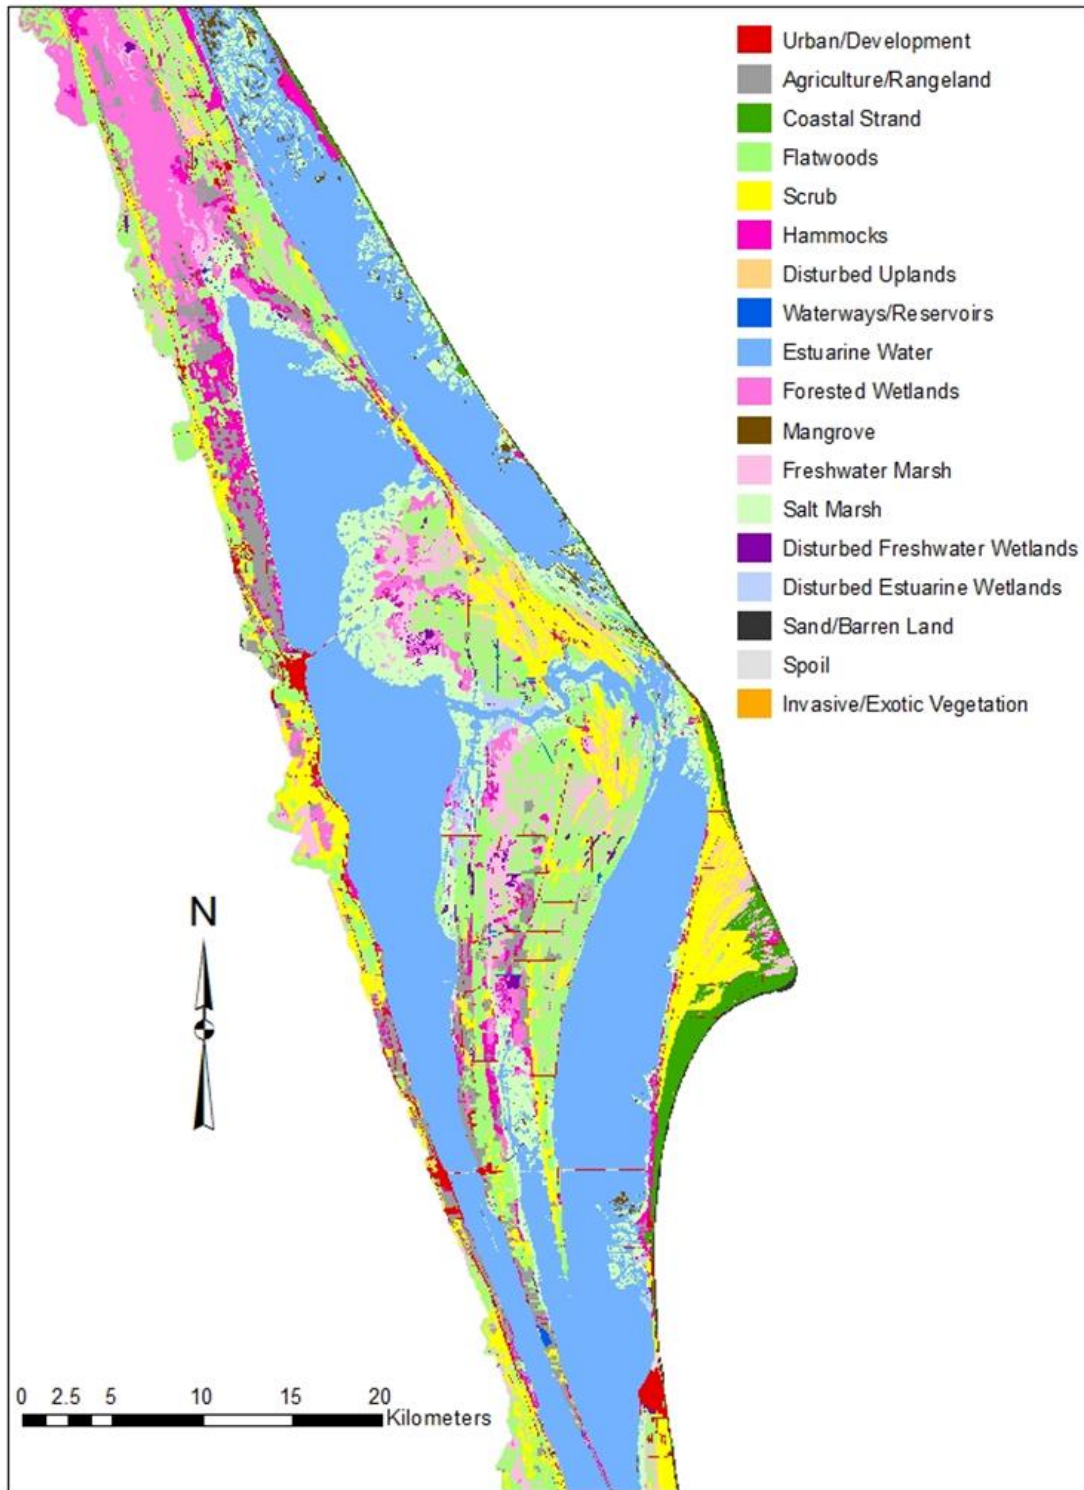 Urban/Development
Agriculture/Rangeland
Coastal Strand
Flatwoods
Scrub
Hammocks
Disturbed Uplands
Waterways/Reservoirs
Estuarine Water
Forested Wetlands
Mangrove
Freshwater Marsh
Salt Marsh
Disturbed Freshwater Wetlands
Disturbed Estuarine Wetlands
Sand/Barren Land
Spoil
Invasive/Exotic Vegetation
N
0 2.5 5 10 15 20
Kilometers